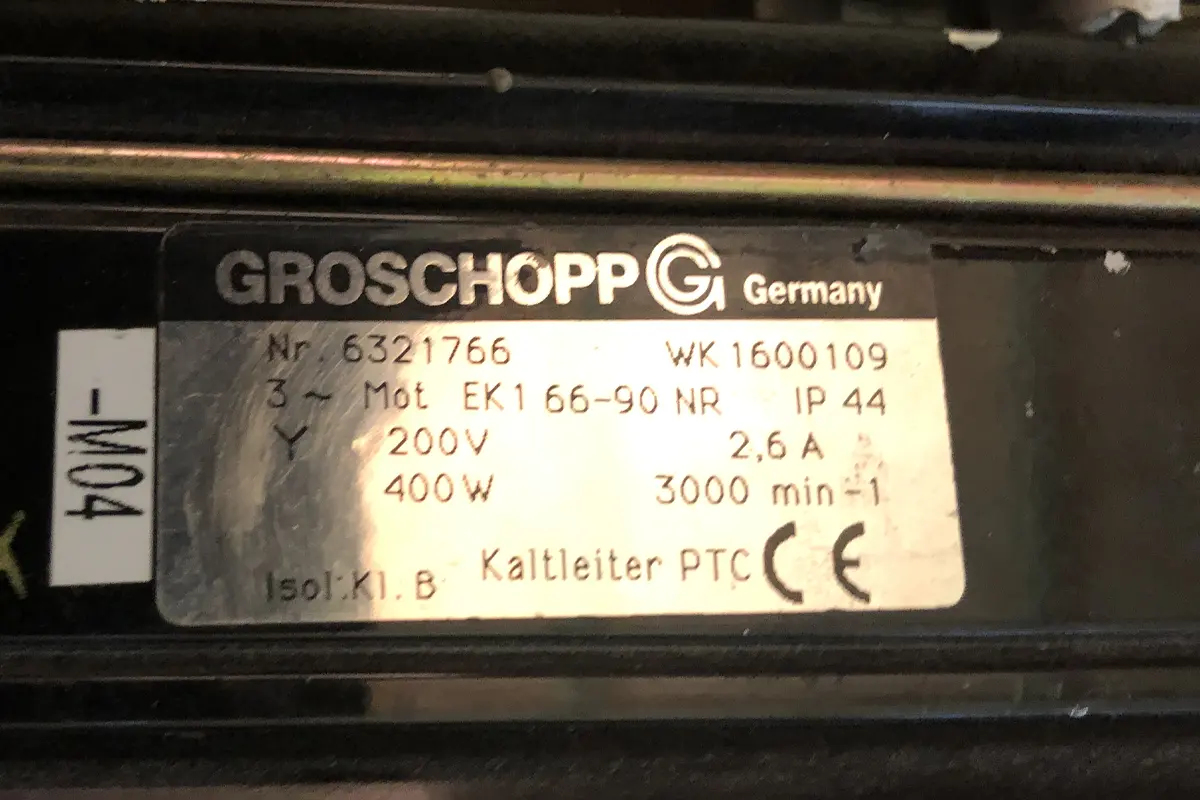 GROSCHOPP G Germany
Nr. 6321766 WK 1600109
3 ~ Mot EK1 66-90 NR IP 44
Y 200V 2,6 A
400W 3000 min-1
Isol.Kl. B Kaltleiter PTC CE
-M04